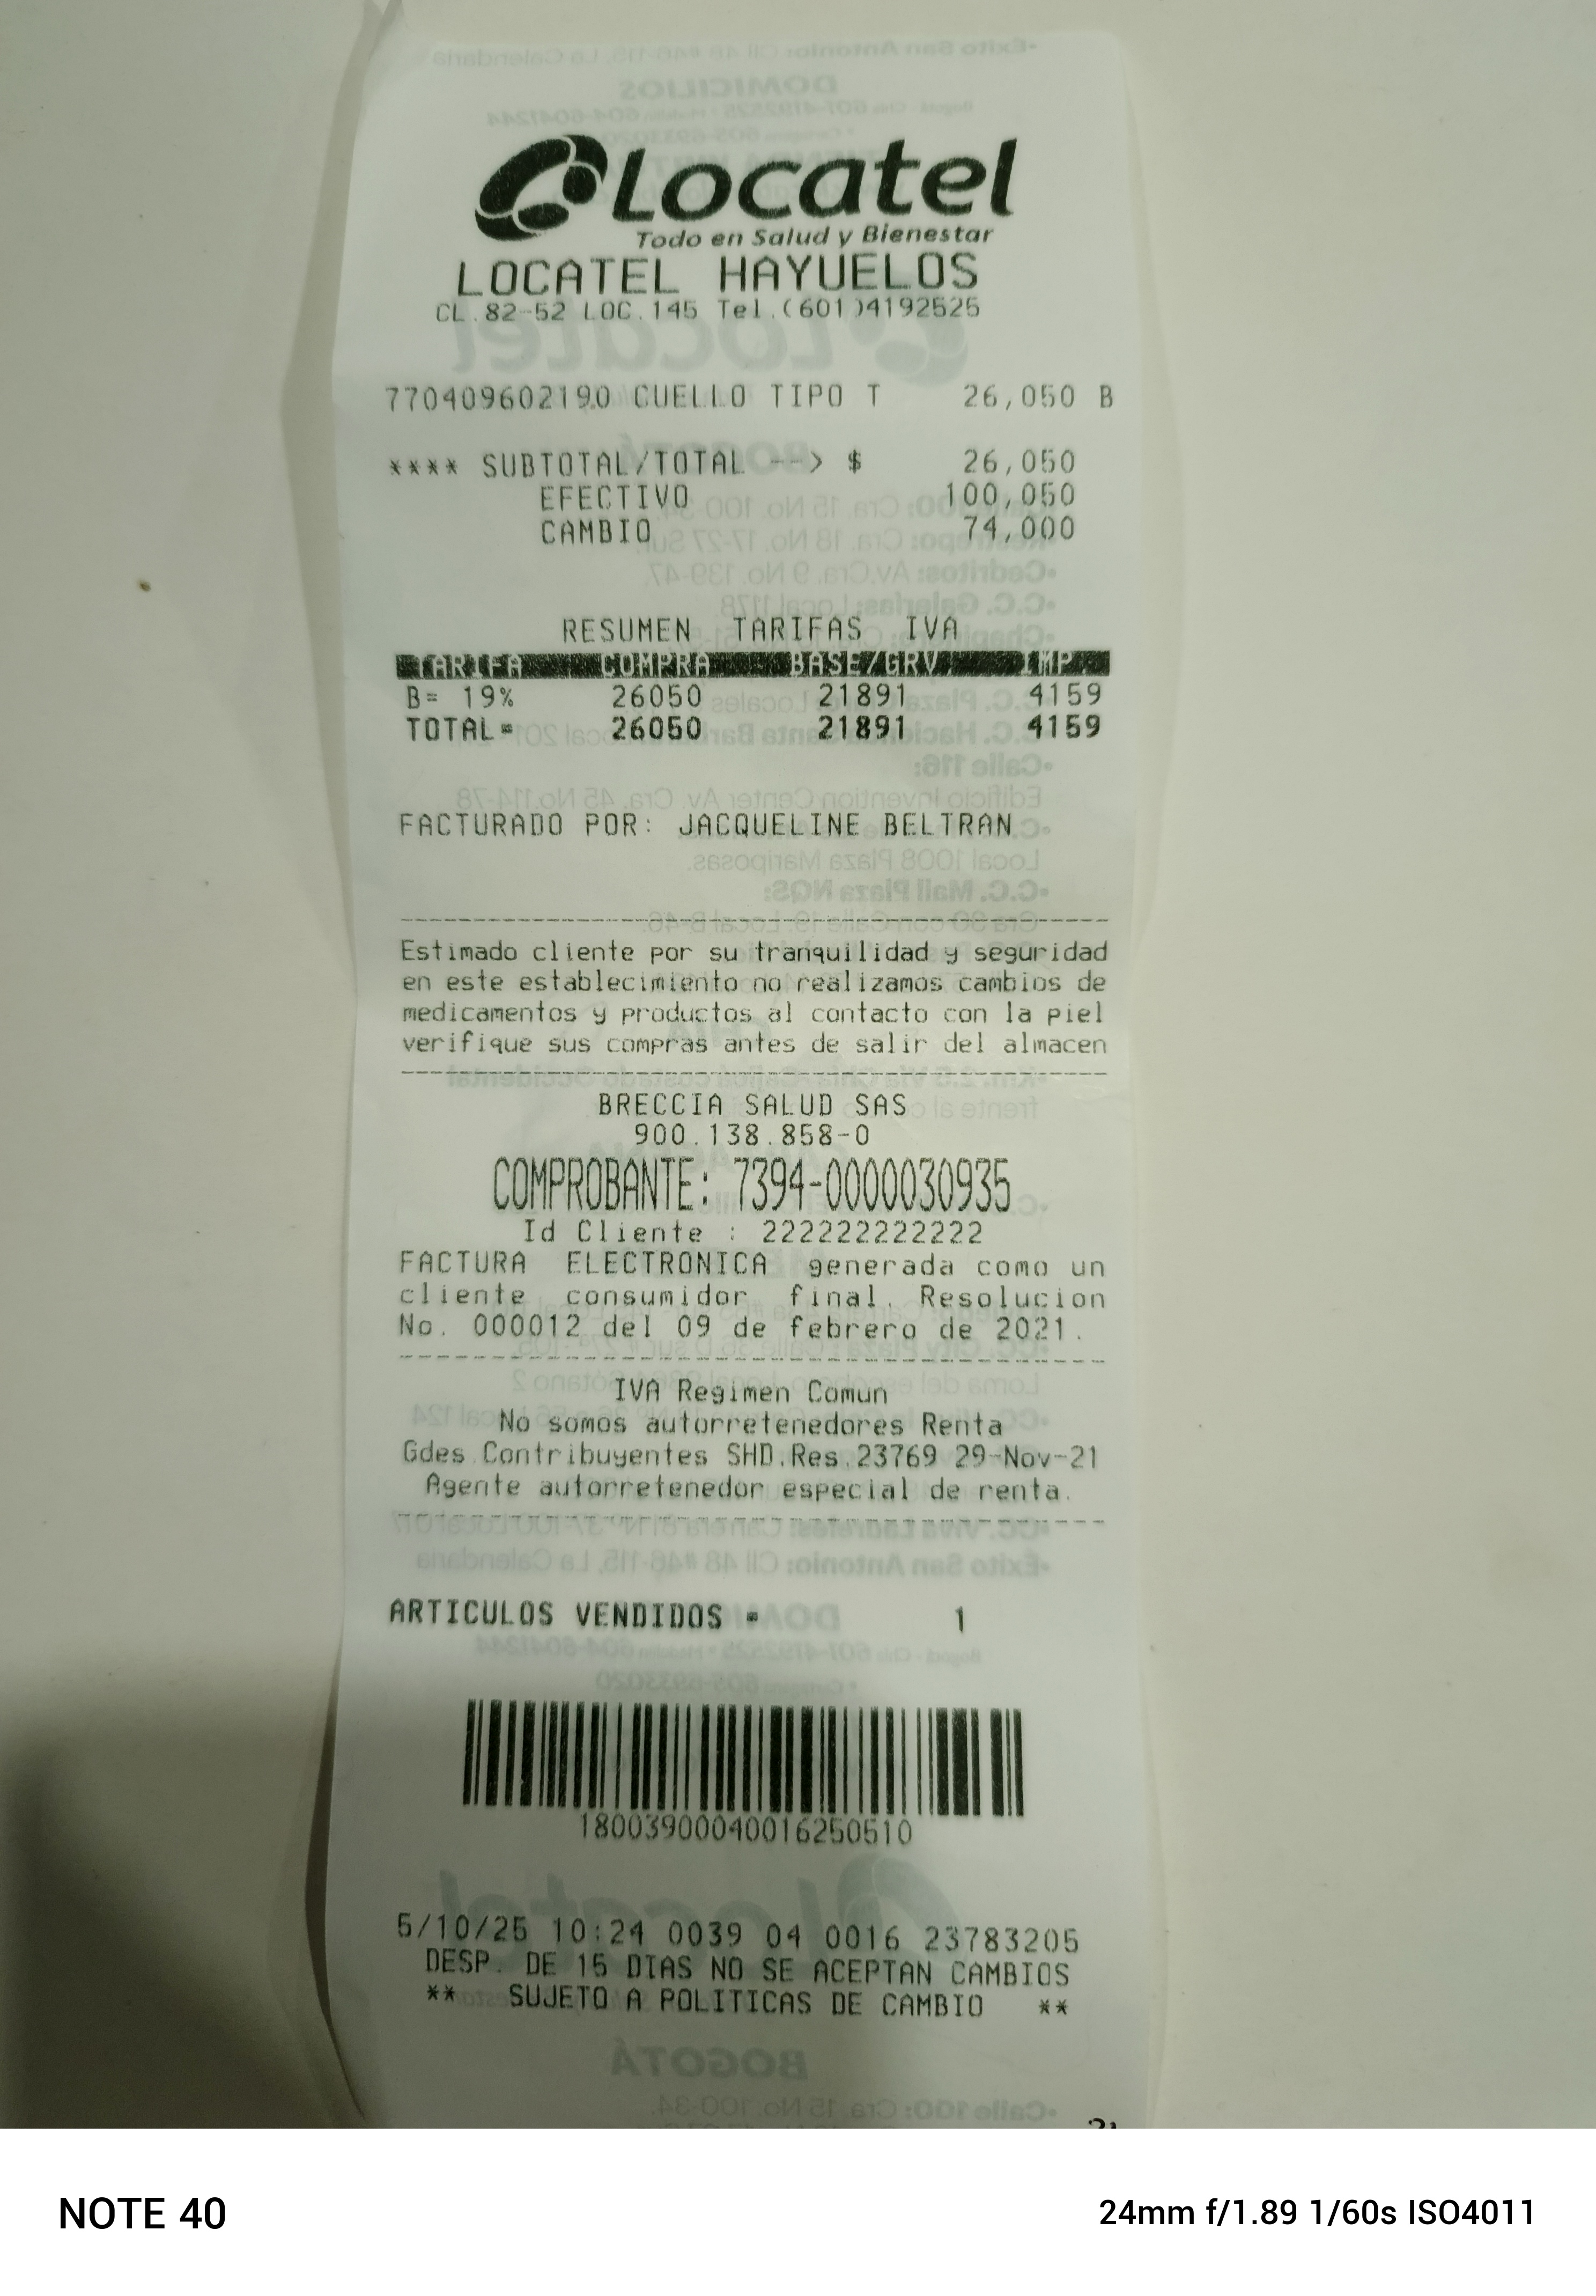 Locatel
Todo en Salud y Bienestar
LOCATEL HAYUELOS
CL.82-52 LOC.145 Tel.(601)4192525
770409602190 CUELLO TIPO T 26,050 B
**** SUBTOTAL/TOTAL --> $ 26,050
EFECTIVO 100,050
CAMBIO 74,000
RESUMEN TARIFAS IVA
TARIFA COMPRA BASE/GRV IMP
B= 19% 26050 21891 4159
TOTAL= 26050 21891 4159
FACTURADO POR: JACQUELINE BELTRAN
Estimado cliente por su tranquilidad y seguridad
en este establecimiento no realizamos cambios de
medicamentos y productos al contacto con la piel
verifique sus compras antes de salir del almacen
BRECCIA SALUD SAS
900.138.858-0
COMPROBANTE: 7394-0000030935
Id Cliente : 222222222222
FACTURA ELECTRONICA generada como un
cliente consumidor final. Resolucion
No. 000012 del 09 de febrero de 2021.
IVA Regimen Comun
No somos autorretenedores Renta
Gdes.Contribuyentes SHD.Res.23769 29-Nov-21
Agente autorretenedor especial de renta.
ARTICULOS VENDIDOS = 1
18003900040016250510
5/10/25 10:24 0039 04 0016 23783205
DESP. DE 15 DIAS NO SE ACEPTAN CAMBIOS
** SUJETO A POLITICAS DE CAMBIO **
NOTE 40
24mm f/1.89 1/60s ISO4011